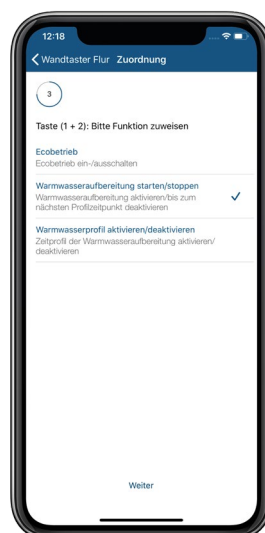 12:18
Wandtaster Flur Zuordnung
3
Taste (1 + 2): Bitte Funktion zuweisen
Ecobetrieb
Ecobetrieb ein-/ausschalten
Warmwasseraufbereitung starten/stoppen
Warmwasseraufbereitung aktivieren/bis zum
nächsten Profilzeitpunkt deaktivieren
Warmwasserprofil aktivieren/deaktivieren
Zeitprofil der Warmwasseraufbereitung aktivieren/
deaktivieren
Weiter